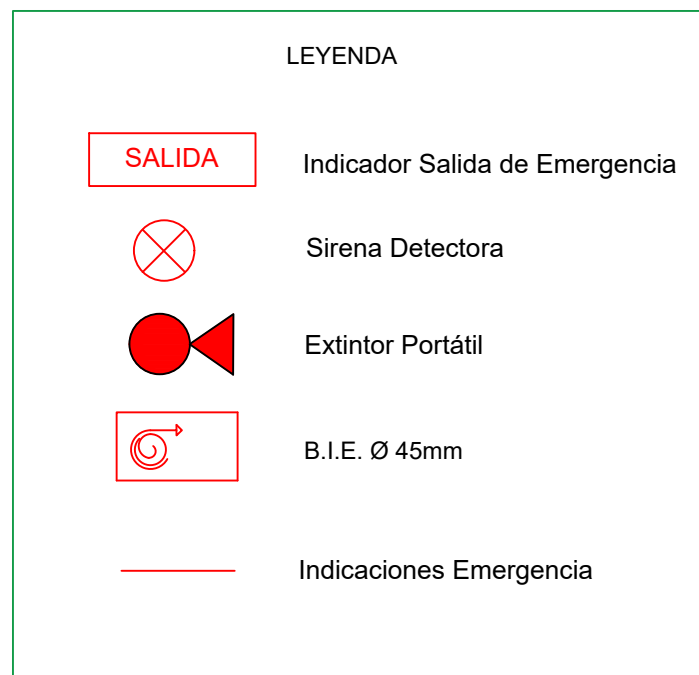 LEYENDA
SALIDA
Indicador Salida de Emergencia
Sirena Detectora
Extintor Portátil
B.I.E. Ø 45mm
Indicaciones Emergencia